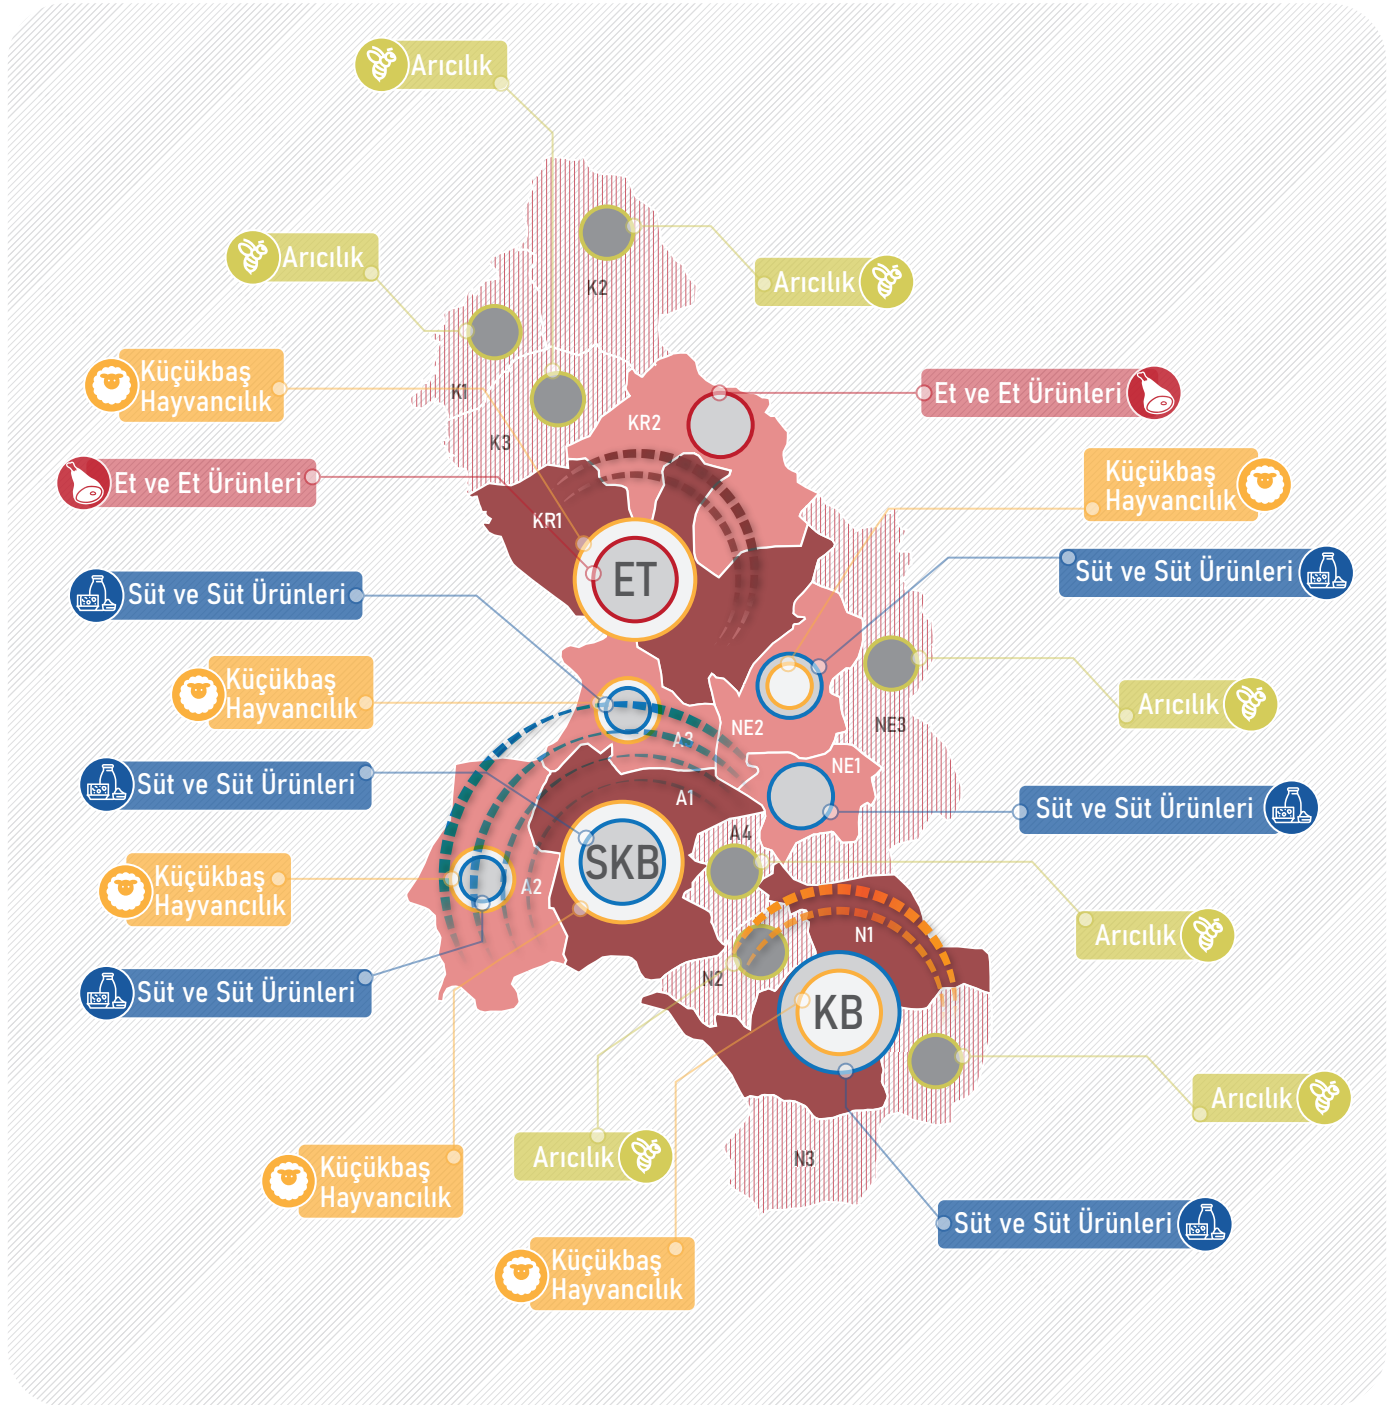 Arıcılık
Arıcılık
Arıcılık
K2
Küçükbaş
Hayvancılık
K1
K3
KR2
Et ve Et Ürünleri
Et ve Et Ürünleri
KR1
Küçükbaş
Hayvancılık
ET
Süt ve Süt Ürünleri
Süt ve Süt Ürünleri
Küçükbaş
Hayvancılık
Arıcılık
NE3
NE2
A3
NE1
Süt ve Süt Ürünleri
A1
Süt ve Süt Ürünleri
A4
SKB
A2
Küçükbaş
Hayvancılık
N1
Arıcılık
N2
Süt ve Süt Ürünleri
KB
Arıcılık
Arıcılık
N3
Küçükbaş
Hayvancılık
Süt ve Süt Ürünleri
Küçükbaş
Hayvancılık